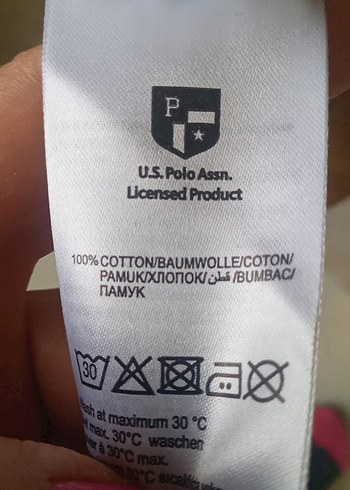 P
U.S. Polo Assn.
Licensed Product
100% COTTON/BAUMWOLLE/COTON/
PAMUK/ХЛОПОК/قطن/BUMBAC/
ПАМУК
30
at maximum 30 °C
max. 30°C waschen
à 30°C max.
30°C